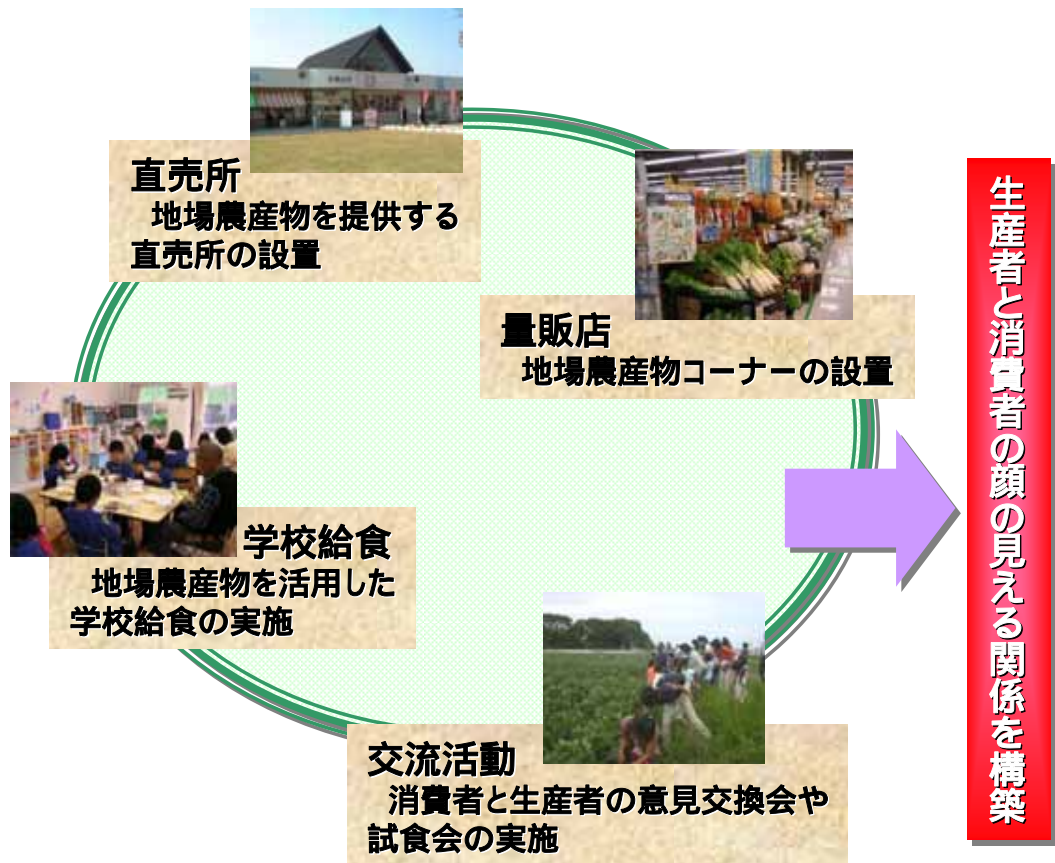 直売所
地場農産物を提供する
直売所の設置
量販店
地場農産物コーナーの設置
学校給食
地場農産物を活用した
学校給食の実施
交流活動
消費者と生産者の意見交換会や
試食会の実施
生産者と消費者の顔の見える関係を構築